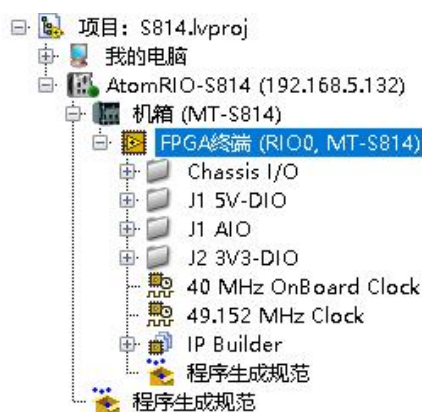 项目: S814.lvproj
我的电脑
AtomRIO-S814 (192.168.5.132)
机箱 (MT-S814)
FPGA终端 (RIO0, MT-S814)
Chassis I/O
J1 5V-DIO
J1 AIO
J2 3V3-DIO
40 MHz OnBoard Clock
49.152 MHz Clock
IP Builder
程序生成规范
程序生成规范